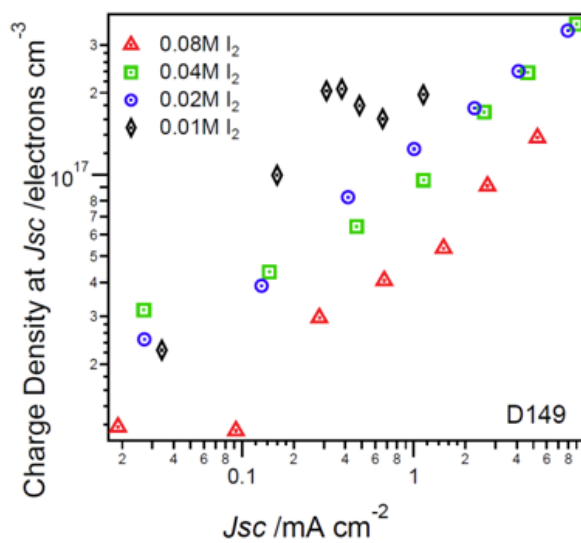 Charge Density at Jsc /electrons cm⁻³
3
2
10¹⁷
8
7
6
5
4
3
2
0.08M I₂
0.04M I₂
0.02M I₂
0.01M I₂
D149
2 4 6 8 2 4 6 8 2 4 6 8
0.1 1
Jsc /mA cm⁻²